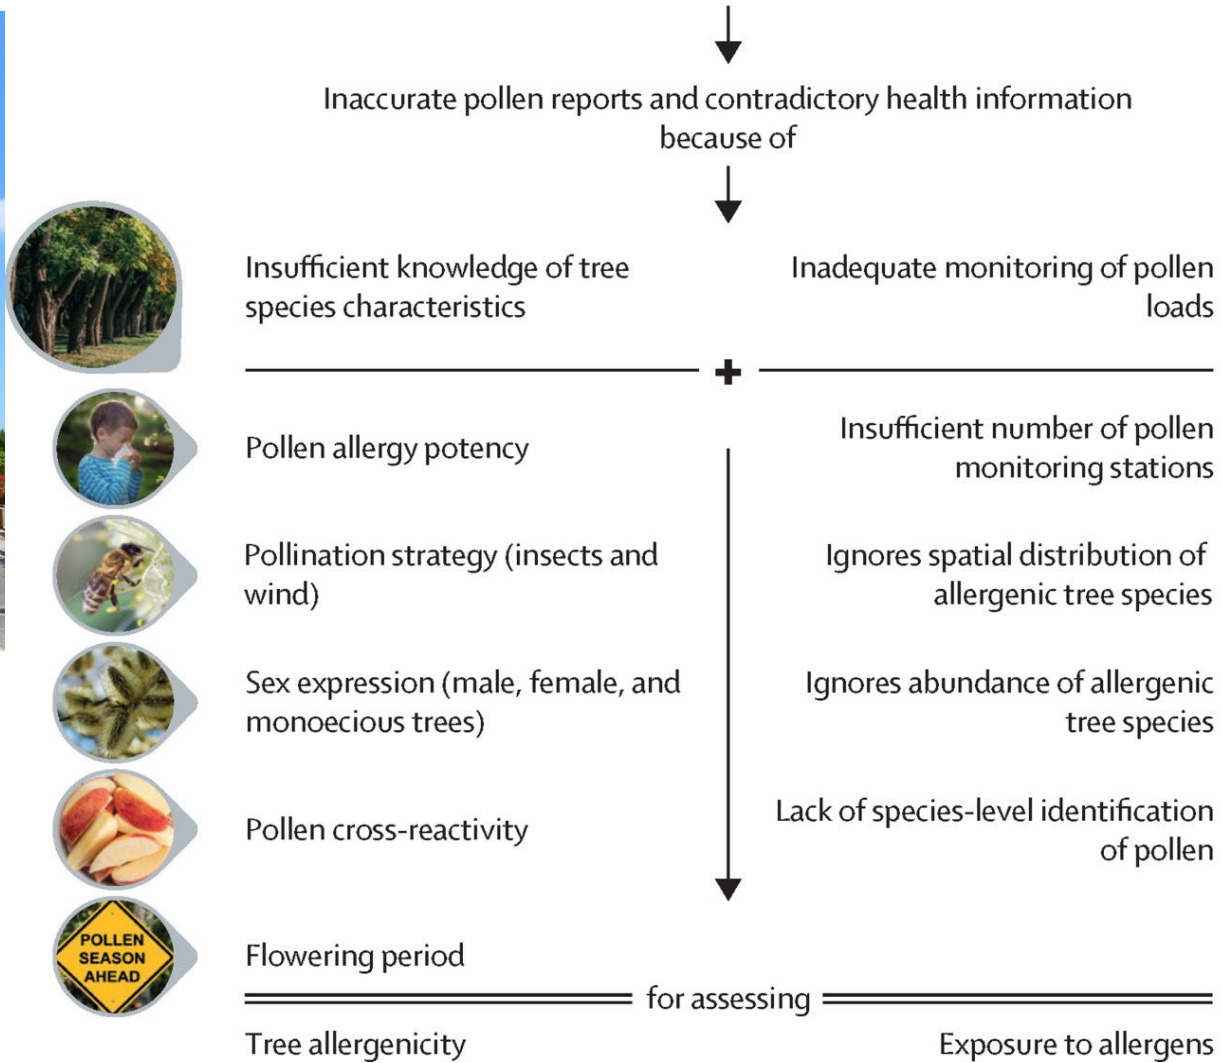 Inaccurate pollen reports and contradictory health information
because of
Insufficient knowledge of tree
species characteristics
Inadequate monitoring of pollen
loads
+
Pollen allergy potency
Insufficient number of pollen
monitoring stations
Pollination strategy (insects and
wind)
Ignores spatial distribution of
allergenic tree species
Sex expression (male, female, and
monoecious trees)
Ignores abundance of allergenic
tree species
Pollen cross-reactivity
Lack of species-level identification
of pollen
POLLEN
SEASON
AHEAD
Flowering period
for assessing
Tree allergenicity
Exposure to allergens